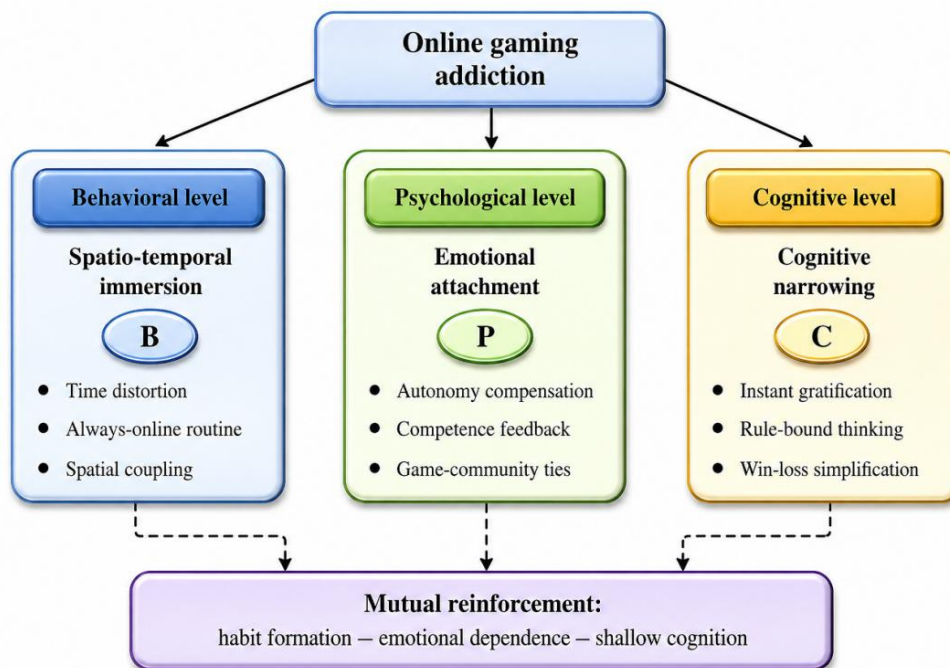 Online gaming
addiction
Behavioral level
Spatio-temporal
immersion
B
● Time distortion
● Always-online routine
● Spatial coupling
Psychological level
Emotional
attachment
P
● Autonomy compensation
● Competence feedback
● Game-community ties
Cognitive level
Cognitive
narrowing
C
● Instant gratification
● Rule-bound thinking
● Win-loss simplification
Mutual reinforcement:
habit formation – emotional dependence – shallow cognition